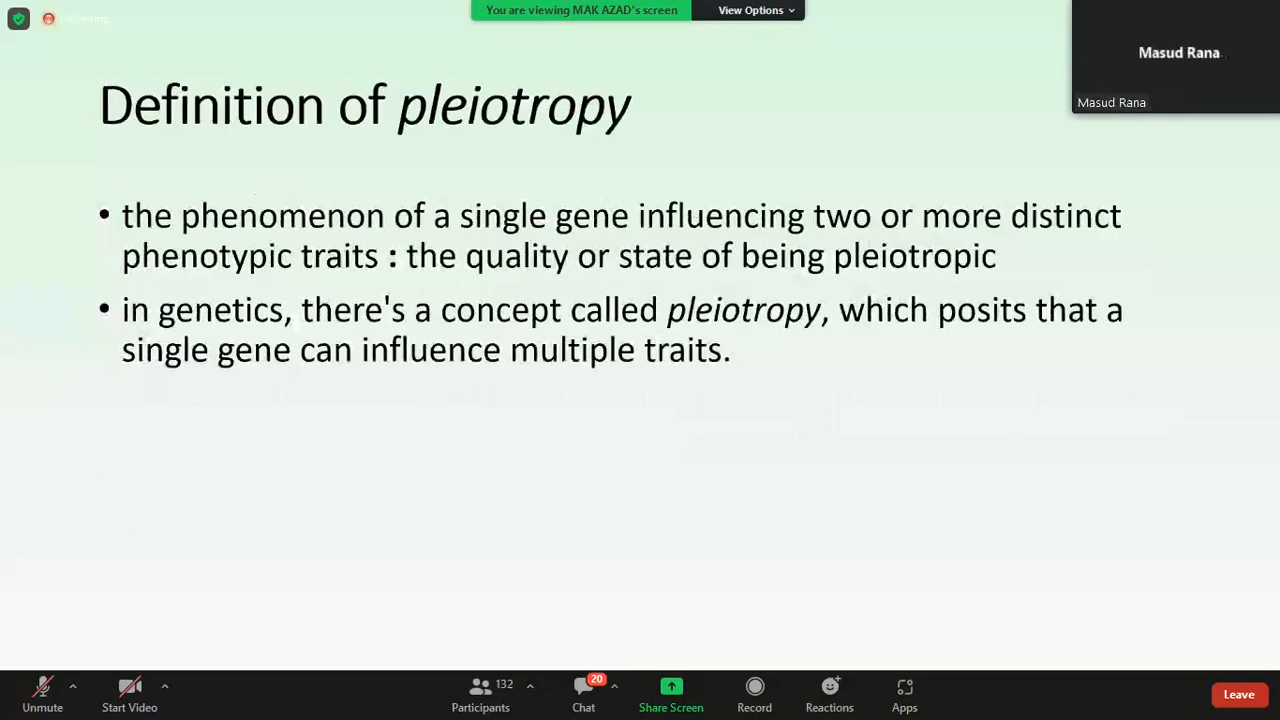 Recording
You are viewing MAK AZAD's screen
View Options
Masud Rana
Masud Rana
Definition of pleiotropy
• the phenomenon of a single gene influencing two or more distinct
phenotypic traits : the quality or state of being pleiotropic
• in genetics, there's a concept called pleiotropy, which posits that a
single gene can influence multiple traits.
Unmute
Start Video
132
Participants
20
Chat
Share Screen
Record
Reactions
Apps
Leave